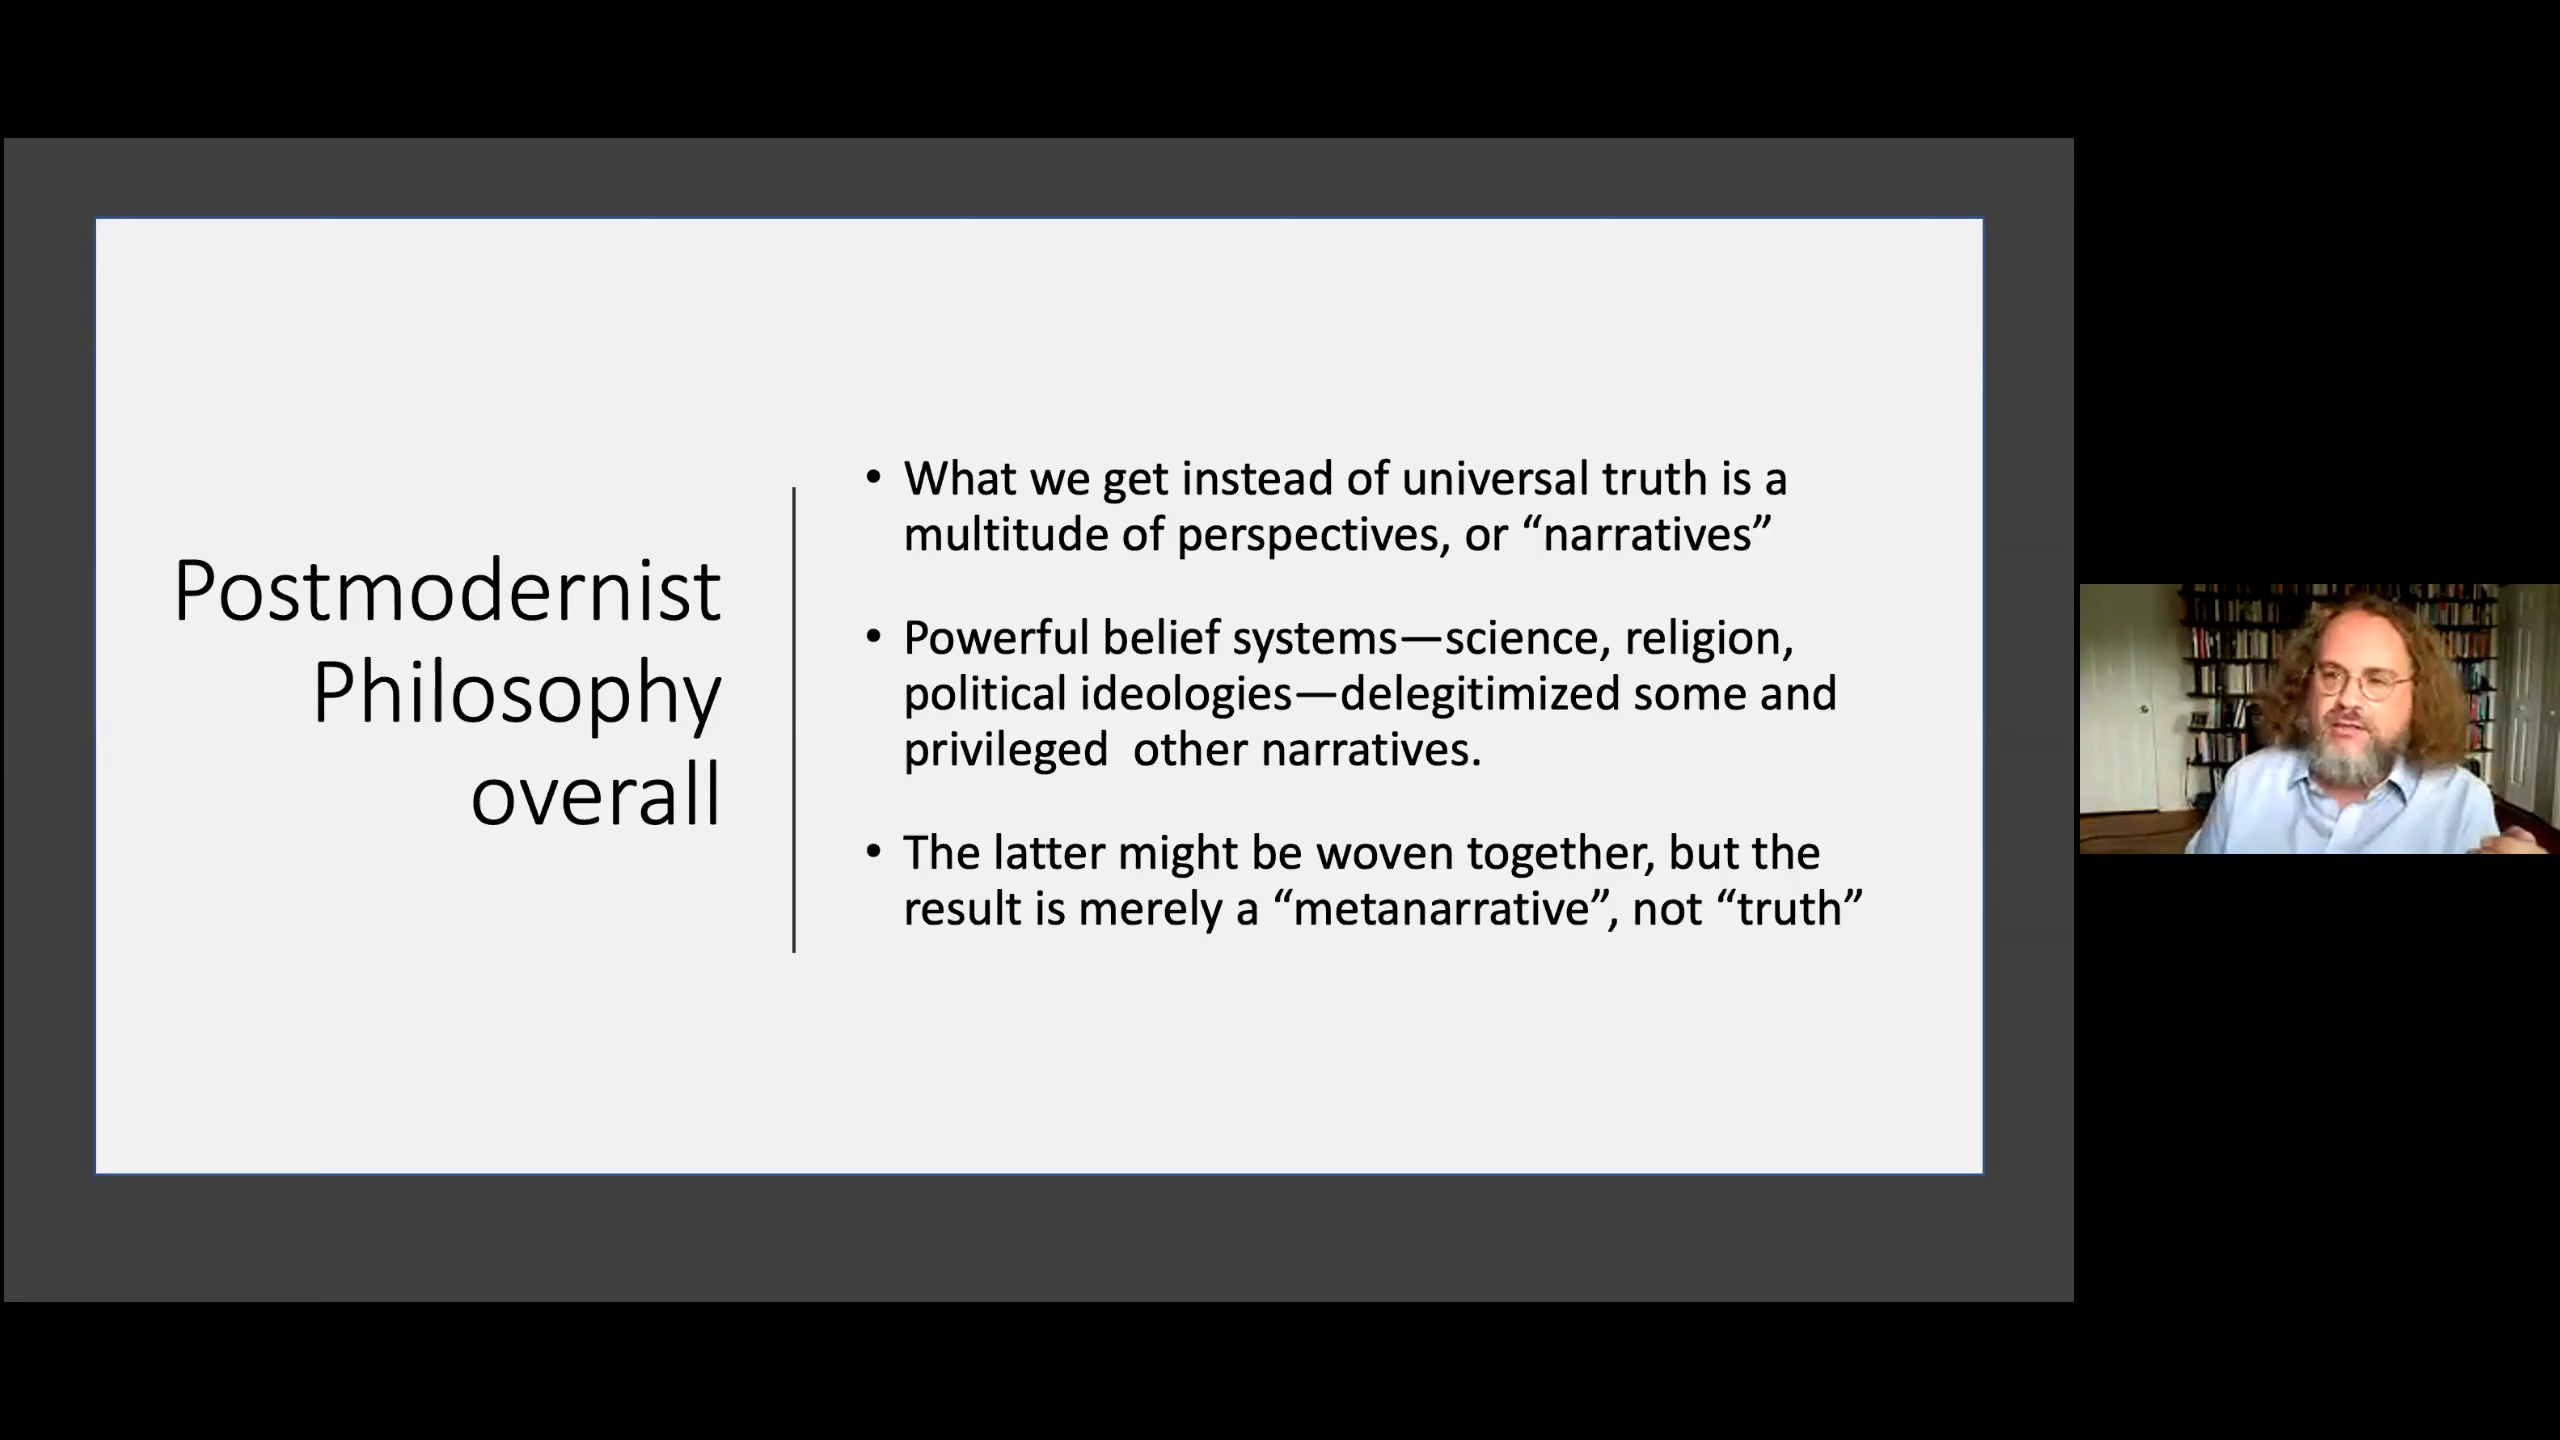 Postmodernist
Philosophy
overall
• What we get instead of universal truth is a
multitude of perspectives, or “narratives”
• Powerful belief systems—science, religion,
political ideologies—delegitimized some and
privileged  other narratives.
• The latter might be woven together, but the
result is merely a “metanarrative”, not “truth”